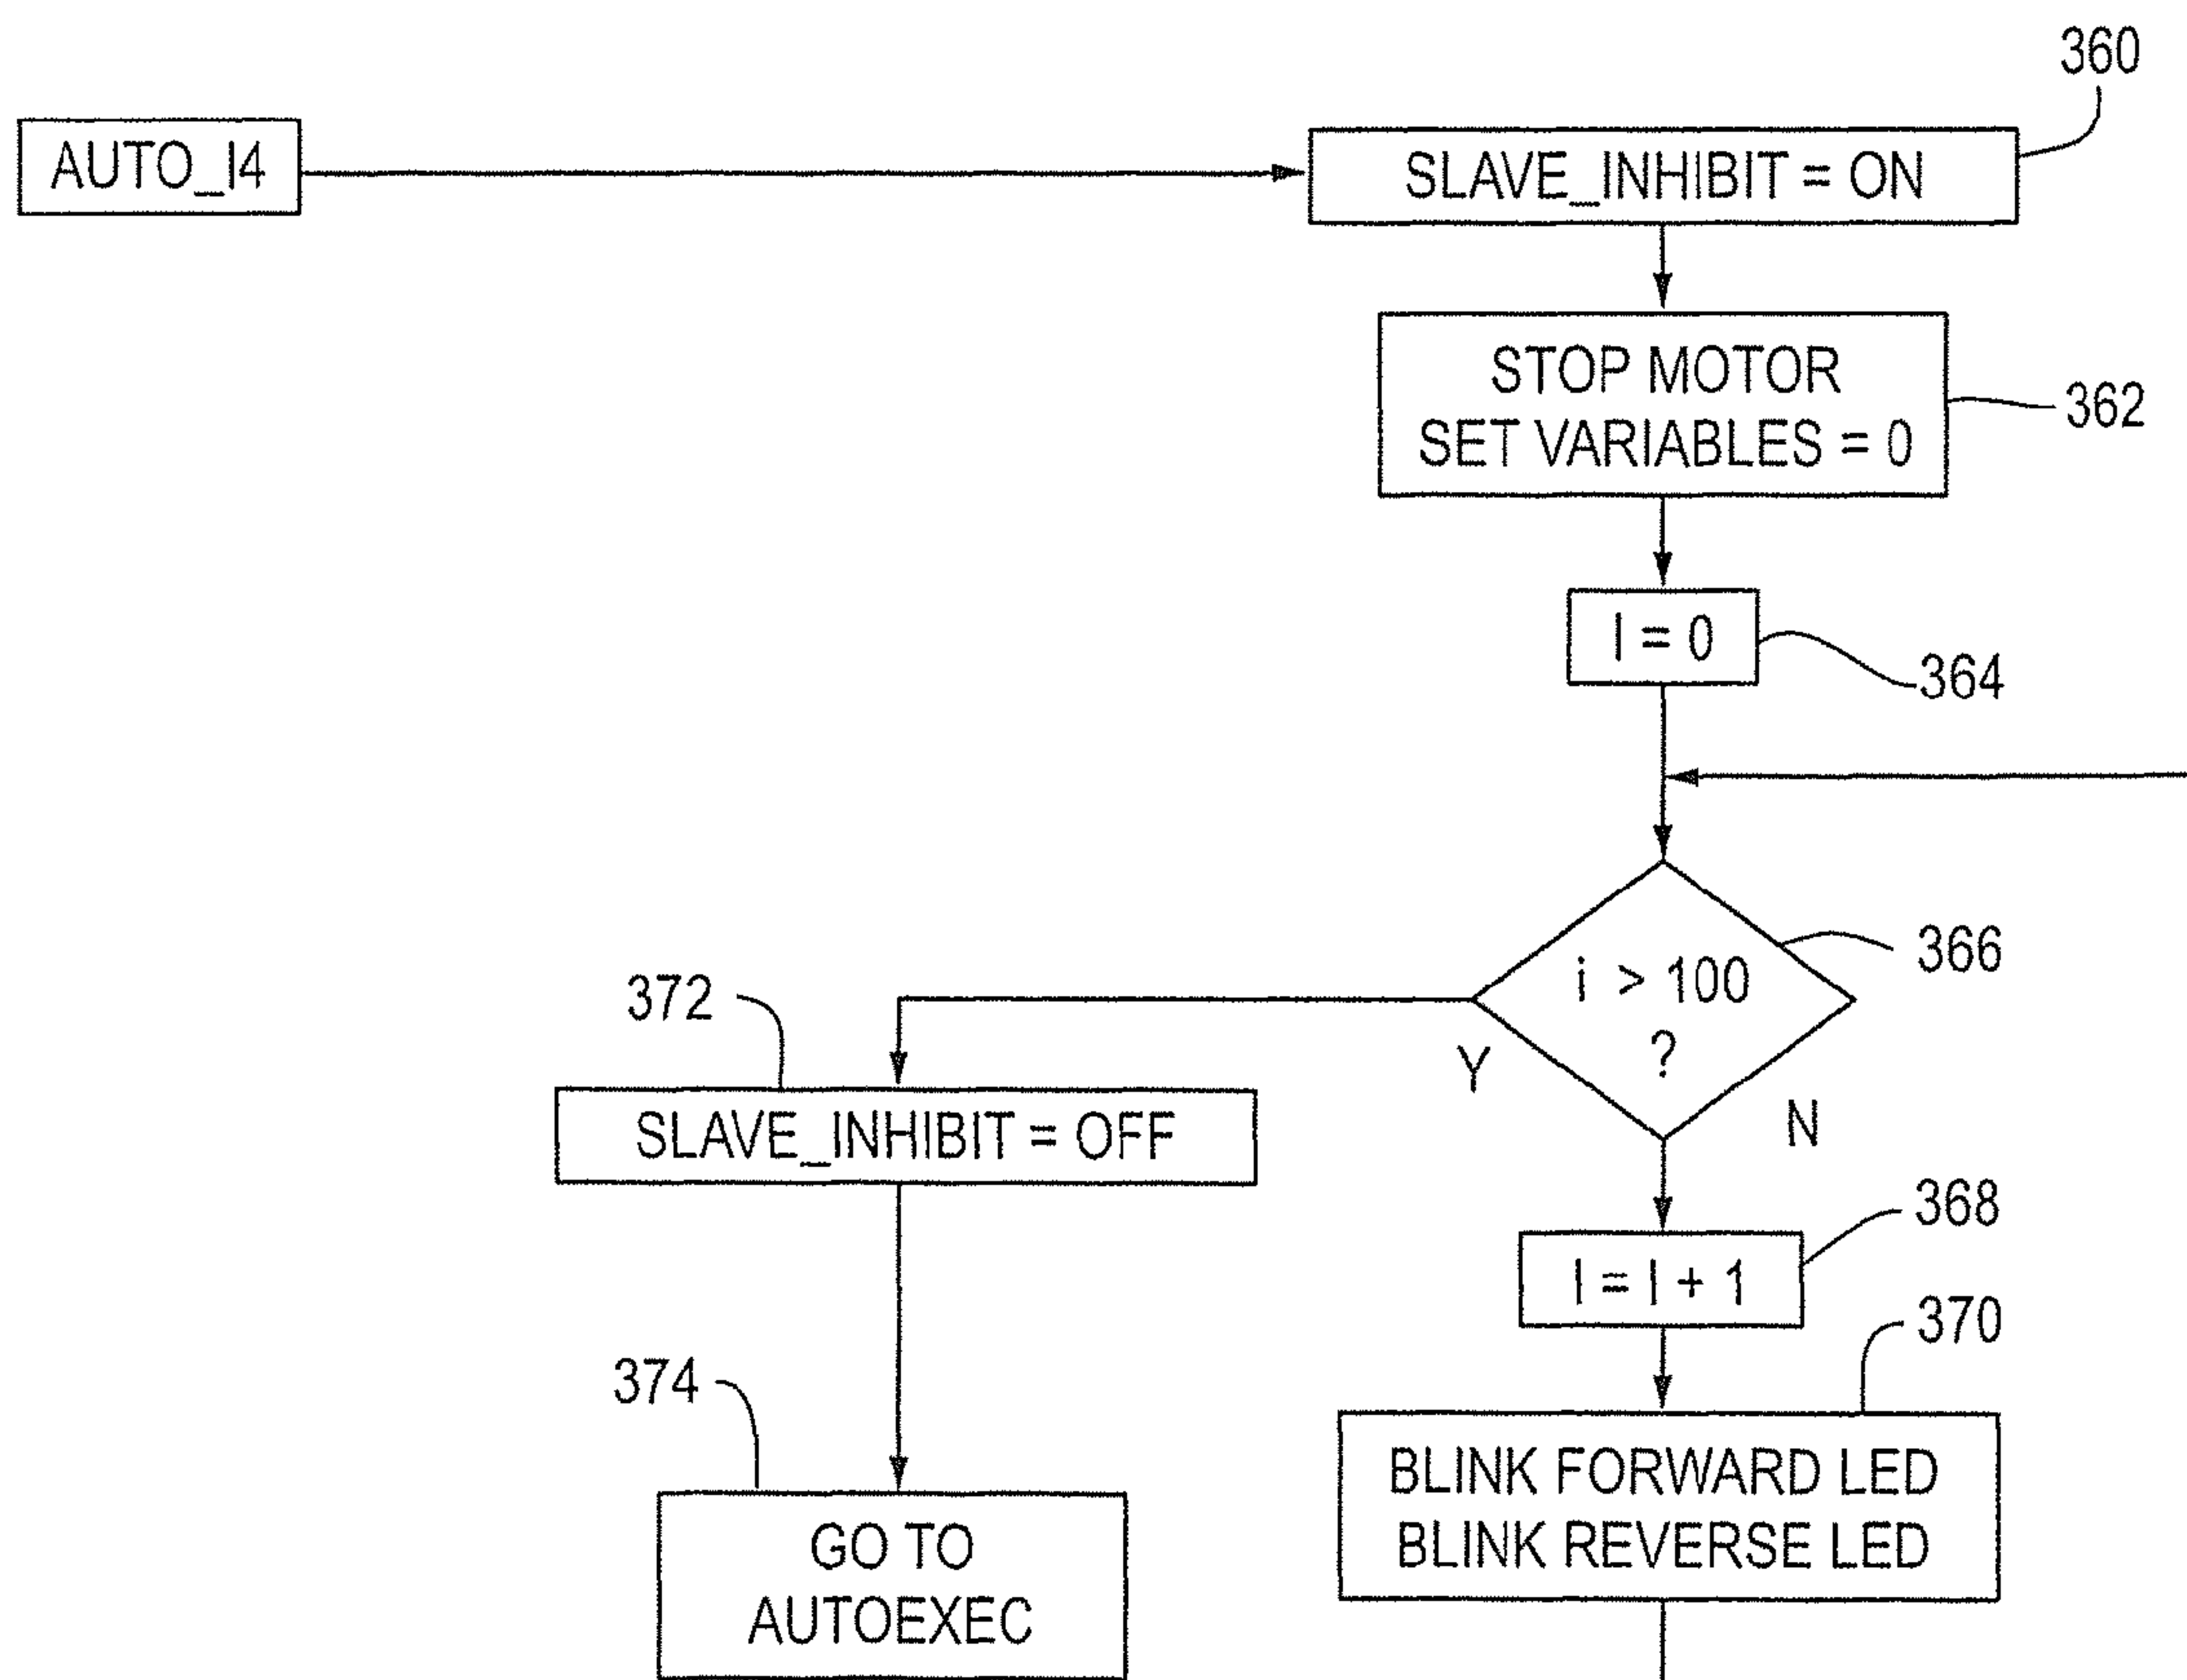 360
AUTO_I4
SLAVE_INHIBIT = ON
STOP MOTOR
SET VARIABLES = 0
362
I = 0
364
i > 100
?
366
Y
N
372
SLAVE_INHIBIT = OFF
368
I = I + 1
370
374
BLINK FORWARD LED
BLINK REVERSE LED
GO TO
AUTOEXEC